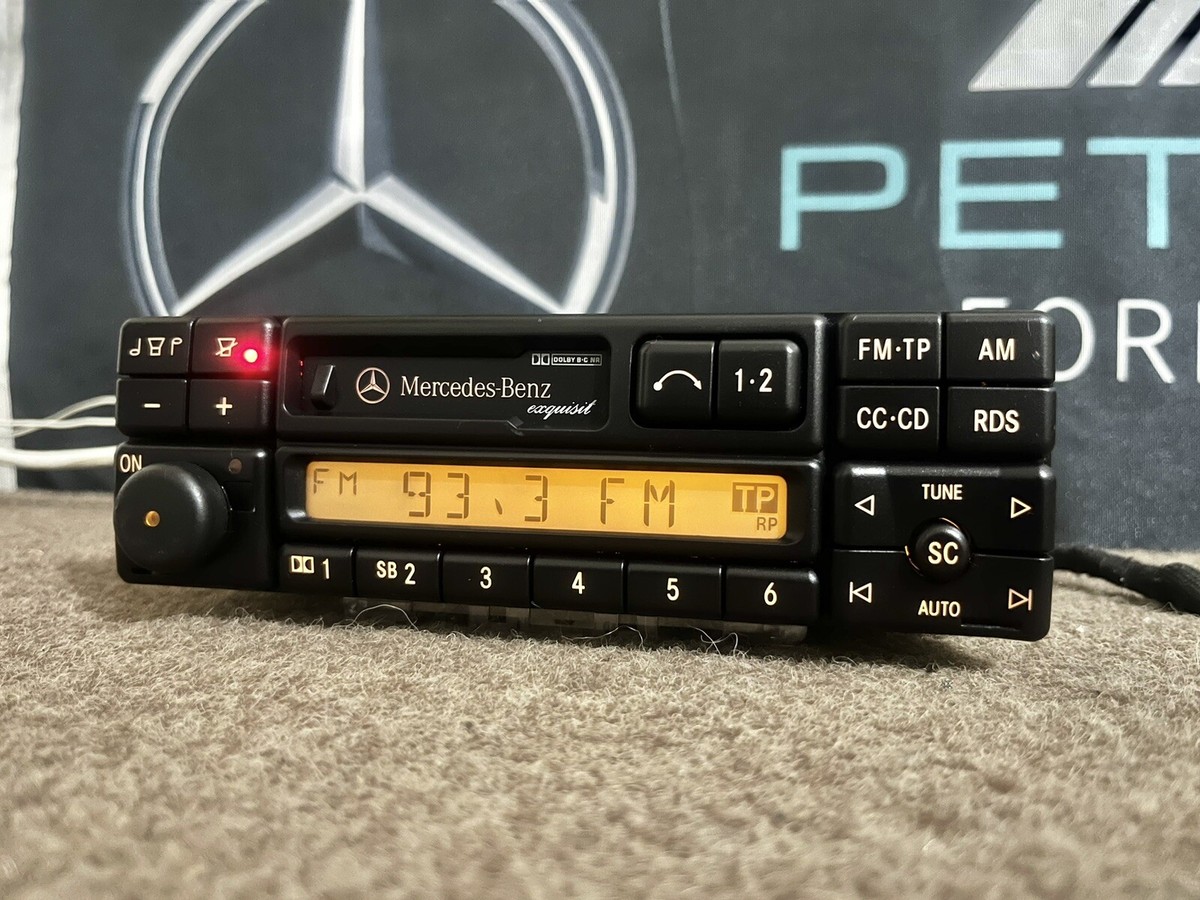 PET
FOR
DOLBY B·C NR
Mercedes-Benz
exquisit
1·2
FM·TP
AM
CC·CD
RDS
− +
ON
FM 93.3 FM TP
RP
1 SB 2 3 4 5 6
TUNE
SC
AUTO